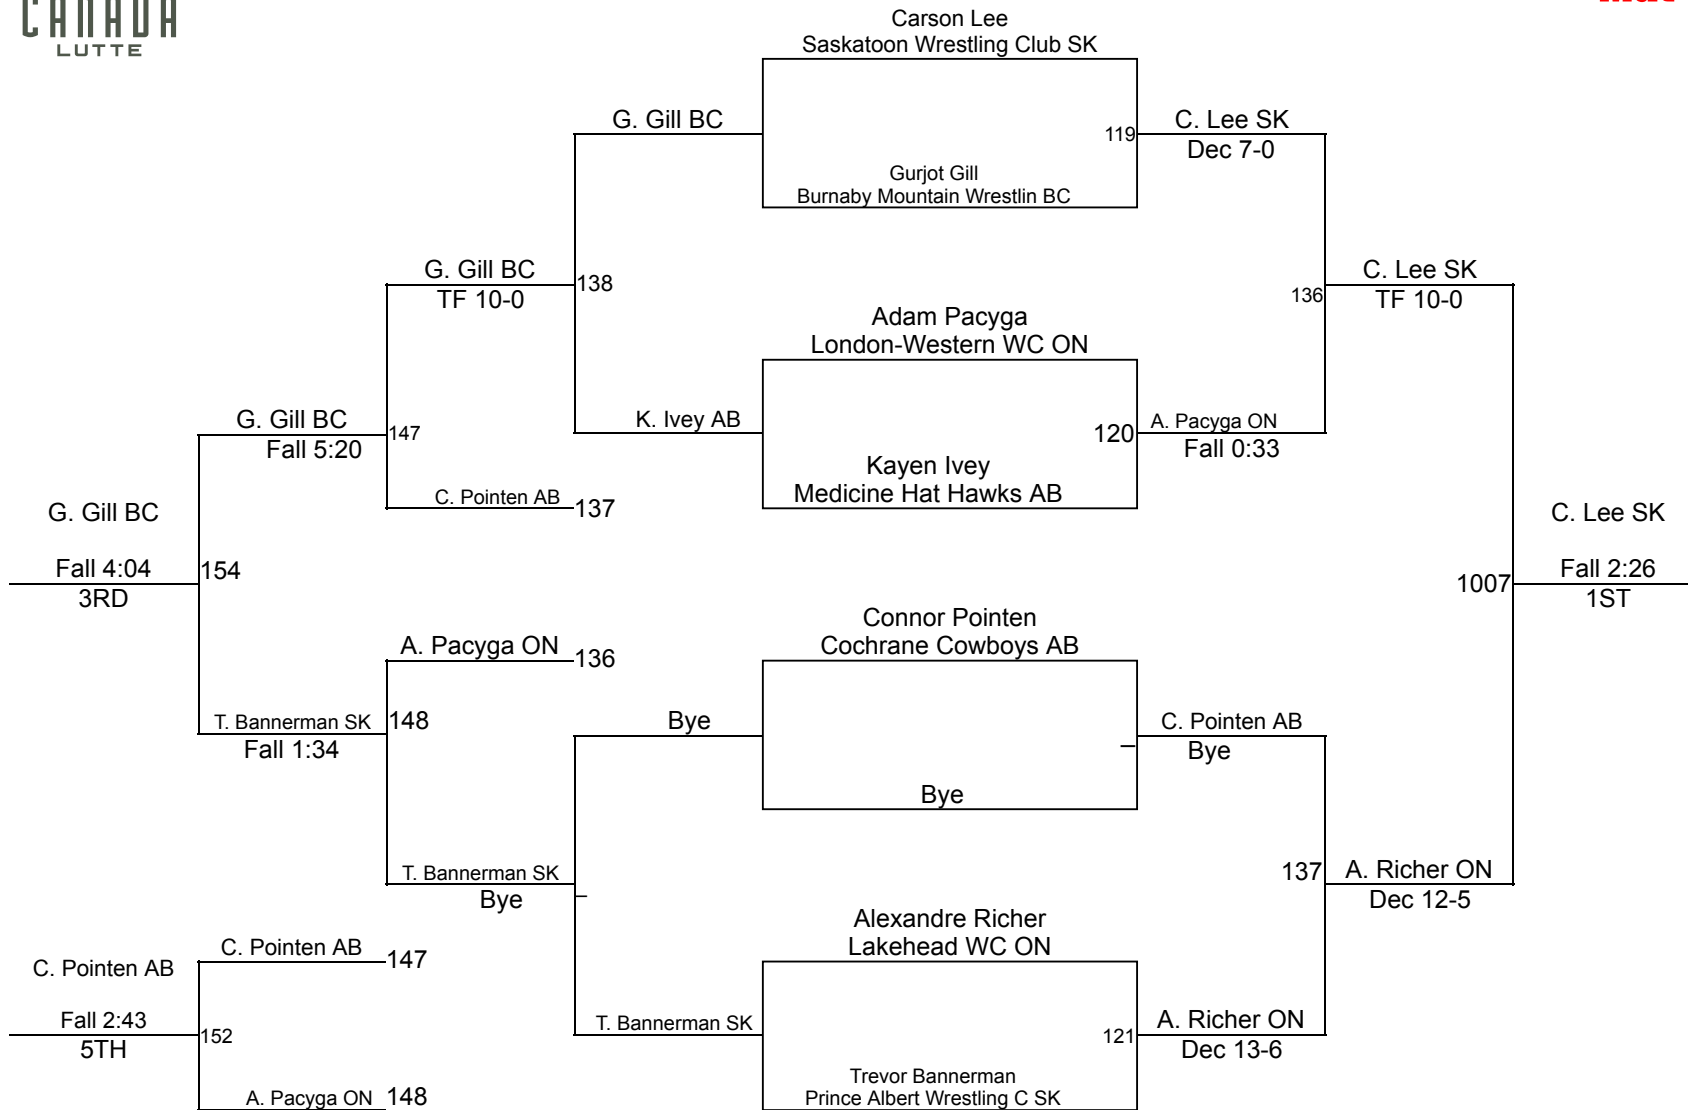 CANADA
LUTTE
Carson Lee
Saskatoon Wrestling Club SK
G. Gill BC
119
C. Lee SK
Dec 7-0
Gurjot Gill
Burnaby Mountain Wrestlin BC
G. Gill BC
TF 10-0
138
136
C. Lee SK
TF 10-0
Adam Pacyga
London-Western WC ON
G. Gill BC
Fall 5:20
147
K. Ivey AB
120
A. Pacyga ON
Fall 0:33
Kayen Ivey
Medicine Hat Hawks AB
C. Pointen AB
137
G. Gill BC
Fall 4:04
3RD
154
C. Lee SK
1007
Fall 2:26
1ST
Connor Pointen
Cochrane Cowboys AB
A. Pacyga ON
136
T. Bannerman SK
Fall 1:34
148
Bye
C. Pointen AB
Bye
Bye
T. Bannerman SK
Bye
137
A. Richer ON
Dec 12-5
Alexandre Richer
Lakehead WC ON
C. Pointen AB
147
C. Pointen AB
Fall 2:43
5TH
152
T. Bannerman SK
121
A. Richer ON
Dec 13-6
Trevor Bannerman
Prince Albert Wrestling C SK
A. Pacyga ON
148